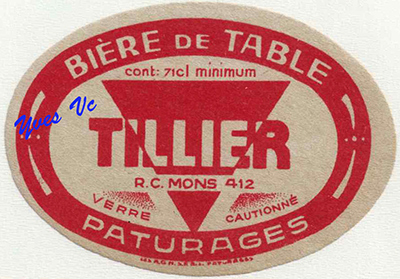 BIÈRE DE TABLE
cont: 71cl minimum
Yves Vc
TILLIER
R.C. MONS 412
VERRE CAUTIONNÉ
PATURAGES